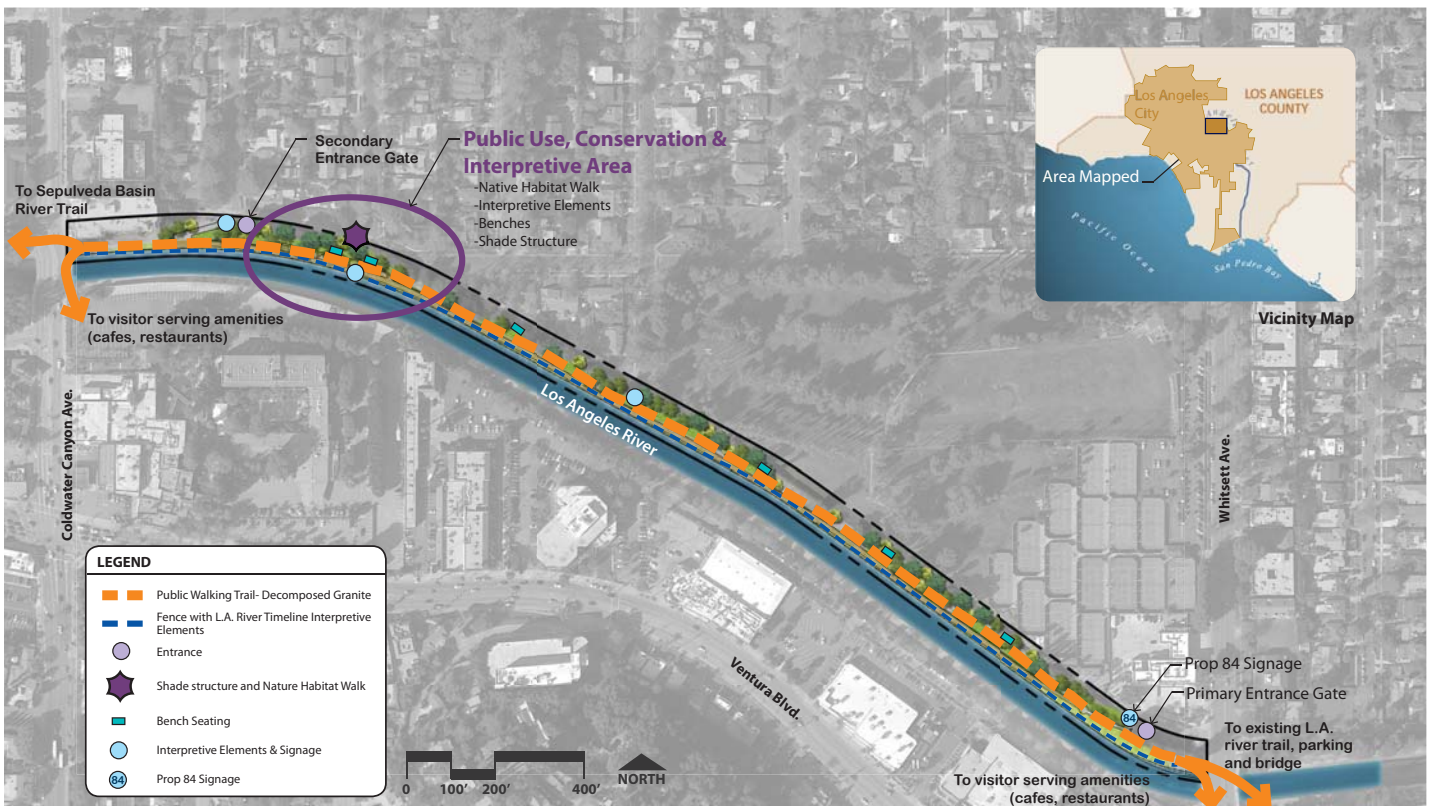 Secondary
Entrance Gate
Public Use, Conservation &
Interpretive Area
-Native Habitat Walk
-Interpretive Elements
-Benches
-Shade Structure
To Sepulveda Basin
River Trail
To visitor serving amenities
(cafes, restaurants)
Los Angeles
City
LOS ANGELES
COUNTY
Area Mapped
Pacific Ocean
San Pedro Bay
Vicinity Map
Los Angeles River
Coldwater Canyon Ave.
Whitsett Ave.
Ventura Blvd.
LEGEND
Public Walking Trail- Decomposed Granite
Fence with L.A. River Timeline Interpretive
Elements
Entrance
Shade structure and Nature Habitat Walk
Bench Seating
Interpretive Elements & Signage
84 Prop 84 Signage
0 100' 200' 400'
NORTH
Prop 84 Signage
84
Primary Entrance Gate
To existing L.A.
river trail, parking
and bridge
To visitor serving amenities
(cafes, restaurants)